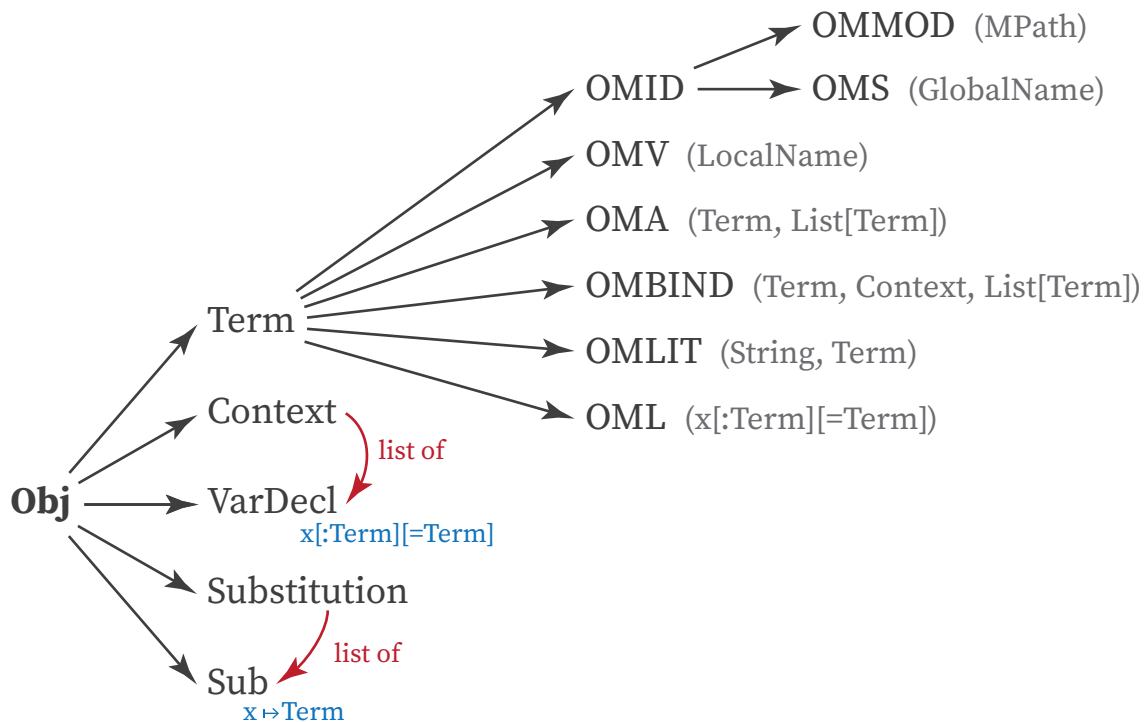 OMMOD (MPath)
OMID
OMS (GlobalName)
OMV (LocalName)
OMA (Term, List[Term])
OMBIND (Term, Context, List[Term])
Term
OMLIT (String, Term)
Context
OML (x[:Term][=Term])
list of
Obj
VarDecl
x[:Term][=Term]
Substitution
list of
Sub
x ↦ Term